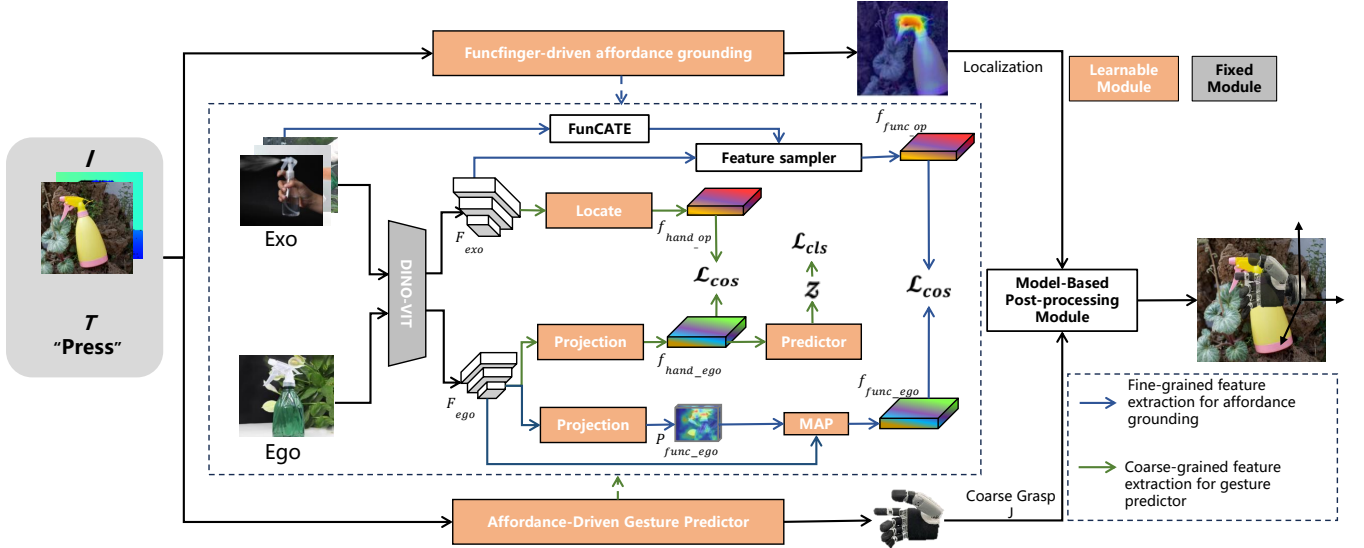 Funcfinger-driven affordance grounding
Localization
Learnable
Module
Fixed
Module
I
T
“Press”
Exo
Ego
DINO-VIT
FunCATE
Feature sampler
f_func_op
F_exo
Locate
f_hand_op
L_cls
L_cos
z
L_cos
Projection
f_hand_ego
Predictor
F_ego
Projection
P_func_ego
MAP
f_func_ego
Model-Based
Post-processing
Module
Fine-grained feature
extraction for affordance
grounding
Coarse-grained feature
extraction for gesture
predictor
Affordance-Driven Gesture Predictor
Coarse Grasp
J